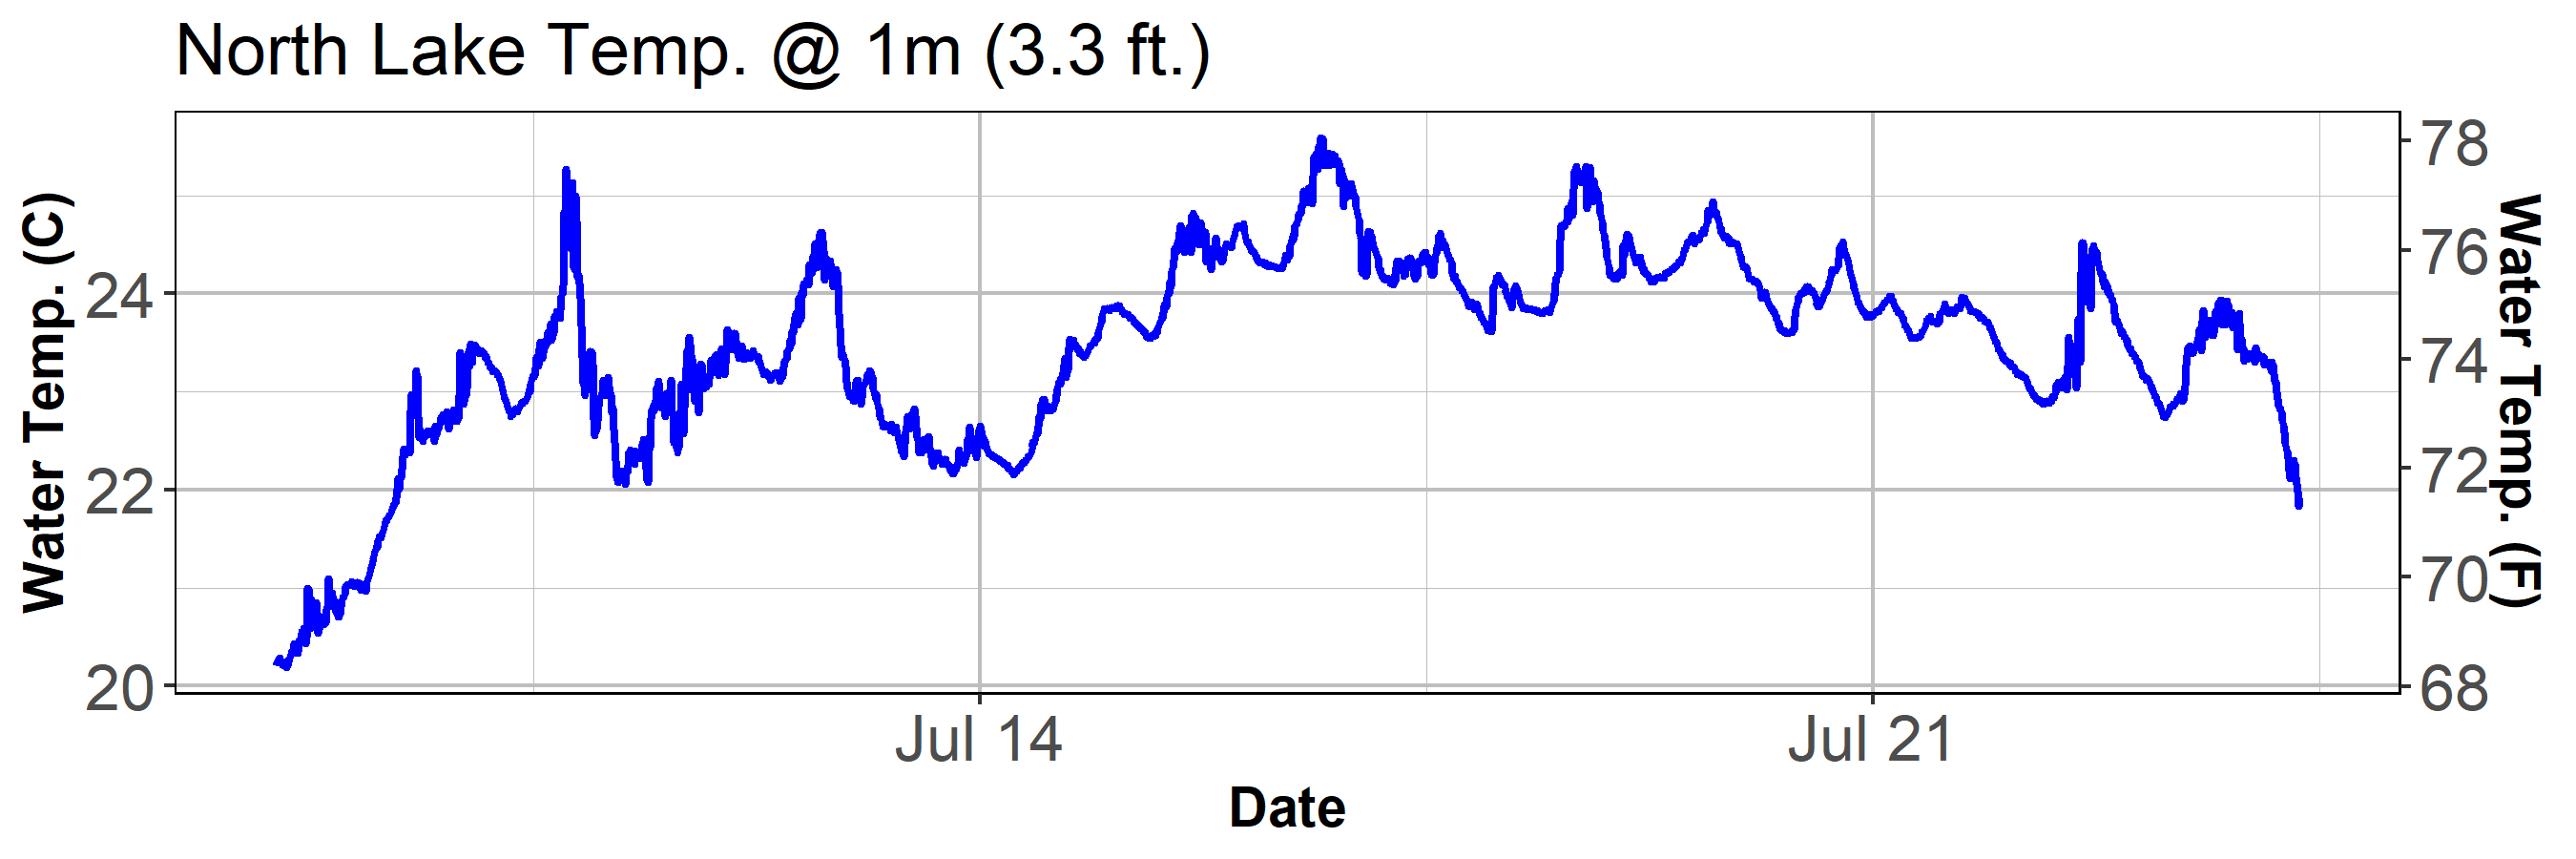 North Lake Temp. @ 1m (3.3 ft.)
Water Temp. (C)
24
22
20
78
76
74
72
70
68
Water Temp. (F)
Jul 14
Jul 21
Date